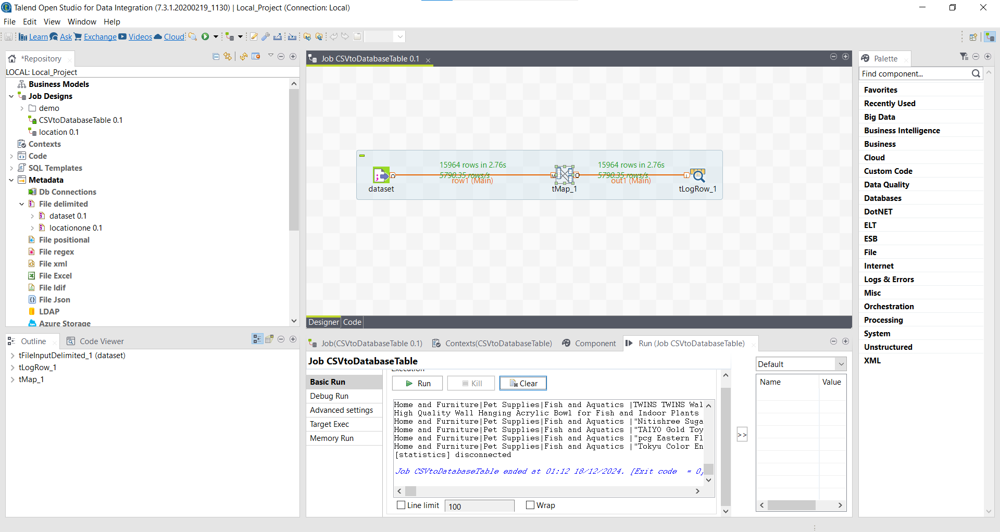 Talend Open Studio for Data Integration (7.3.1.20200219_1130) | Local_Project (Connection: Local)
File Edit View Window Help
Learn Ask Exchange Videos Cloud
*Repository
LOCAL: Local_Project
Business Models
Job Designs
demo
CSVtoDatabaseTable 0.1
location 0.1
Contexts
Code
SQL Templates
Metadata
Db Connections
File delimited
dataset 0.1
locationone 0.1
File positional
File regex
File xml
File Excel
File ldif
File Json
LDAP
Azure Storage
Outline Code Viewer
tFileInputDelimited_1 (dataset)
tLogRow_1
tMap_1
Job CSVtoDatabaseTable 0.1
15964 rows in 2.76s
5790.35 rows/s
row1 (Main)
15964 rows in 2.76s
5790.35 rows/s
out1 (Main)
dataset
tMap_1
tLogRow_1
Designer Code
Job(CSVtoDatabaseTable 0.1) Contexts(CSVtoDatabaseTable) Component Run (Job CSVtoDatabaseTable)
Job CSVtoDatabaseTable
Basic Run
Debug Run
Advanced settings
Target Exec
Memory Run
Execution
Run Kill Clear
Home and Furniture|Pet Supplies|Fish and Aquatics |TWINS TWINS Wal
High Quality Wall Hanging Acrylic Bowl for Fish and Indoor Plants
Home and Furniture|Pet Supplies|Fish and Aquatics |"Nitishree Suga
Home and Furniture|Pet Supplies|Fish and Aquatics |"TAIYO Gold Toy
Home and Furniture|Pet Supplies|Fish and Aquatics |"pcg Eastern Fl
Home and Furniture|Pet Supplies|Fish and Aquatics |"Tokyu Color En
[statistics] disconnected
Job CSVtoDatabaseTable ended at 01:12 18/12/2024. [Exit code = 0]
Line limit 100 Wrap
>>
Default
Name Value
Palette
Find component...
Favorites
Recently Used
Big Data
Business Intelligence
Business
Cloud
Custom Code
Data Quality
Databases
DotNET
ELT
ESB
File
Internet
Logs & Errors
Misc
Orchestration
Processing
System
Unstructured
XML